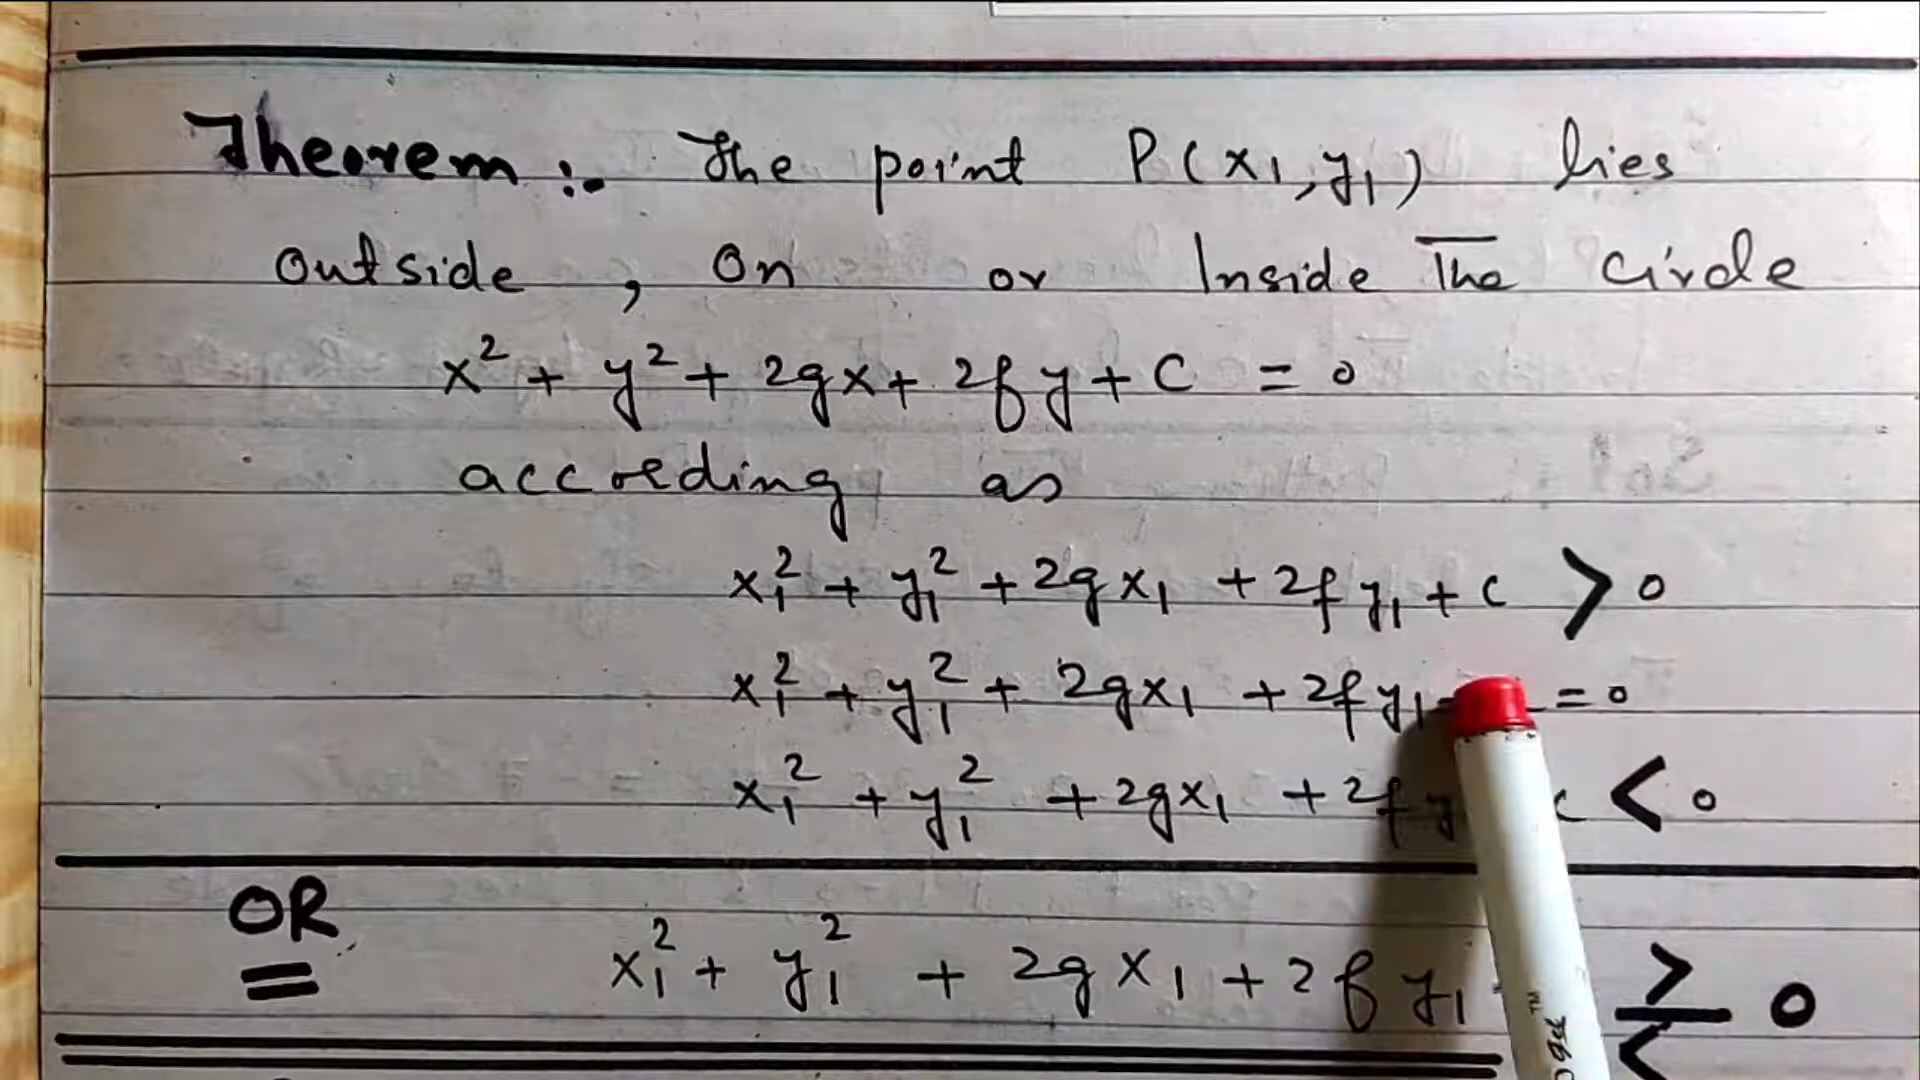 Theorem :- The point P(x₁,y₁) lies
outside , on or Inside The circle
x² + y² + 2gx + 2fy + C = 0
according as
x₁² + y₁² + 2gx₁ + 2fy₁ + c > 0
x₁² + y₁² + 2gx₁ + 2fy₁ = 0
x₁² + y₁² + 2gx₁ + 2fy c < 0
OR
x₁² + y₁² + 2gx₁ + 2fy₁ >/< 0